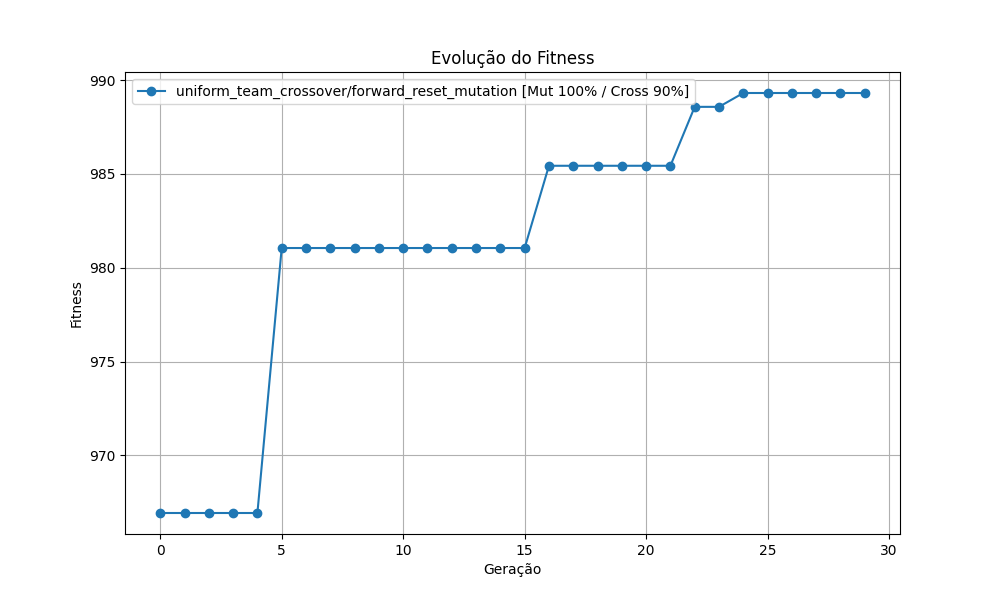 Evolução do Fitness
uniform_team_crossover/forward_reset_mutation [Mut 100% / Cross 90%]
Fitness
990
985
980
975
970
0 5 10 15 20 25 30
Geração